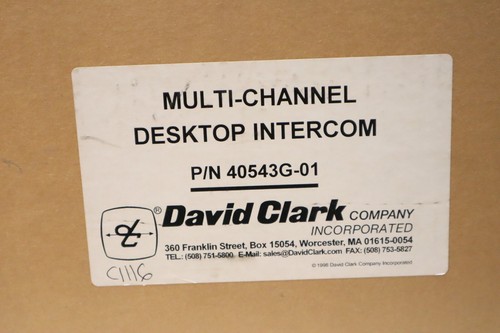 MULTI-CHANNEL
DESKTOP INTERCOM
P/N 40543G-01
David Clark COMPANY
INCORPORATED
360 Franklin Street, Box 15054, Worcester, MA 01615-0054
TEL.: (508) 751-5800 E-Mail: sales@DavidClark.com FAX: (508) 753-5827
© 1998 David Clark Company Incorporated
C1116